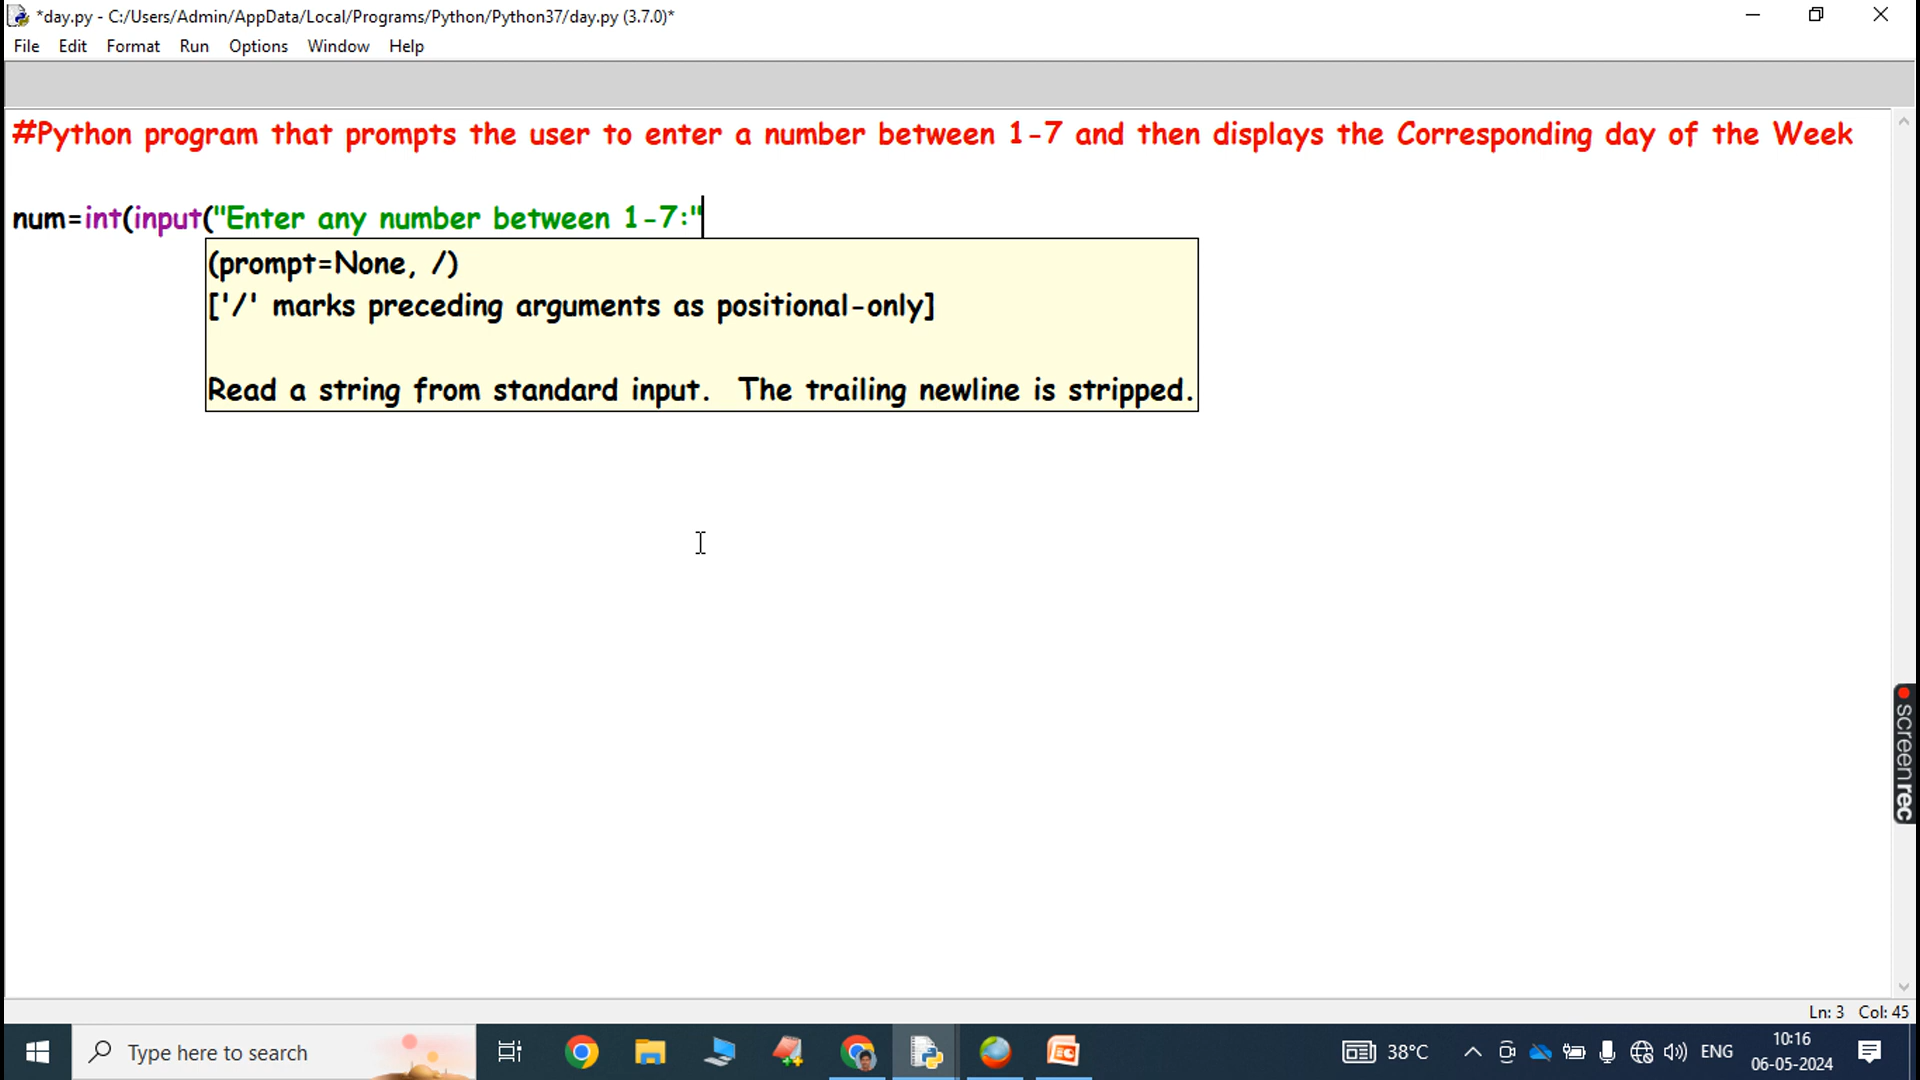 *day.py - C:/Users/Admin/AppData/Local/Programs/Python/Python37/day.py (3.7.0)*
File Edit Format Run Options Window Help
#Python program that prompts the user to enter a number between 1-7 and then displays the Corresponding day of the Week
num=int(input("Enter any number between 1-7:"
(prompt=None, /)
['/' marks preceding arguments as positional-only]
Read a string from standard input.  The trailing newline is stripped.
screenrec
Ln: 3 Col: 45
Type here to search
38°C
ENG
10:16
06-05-2024